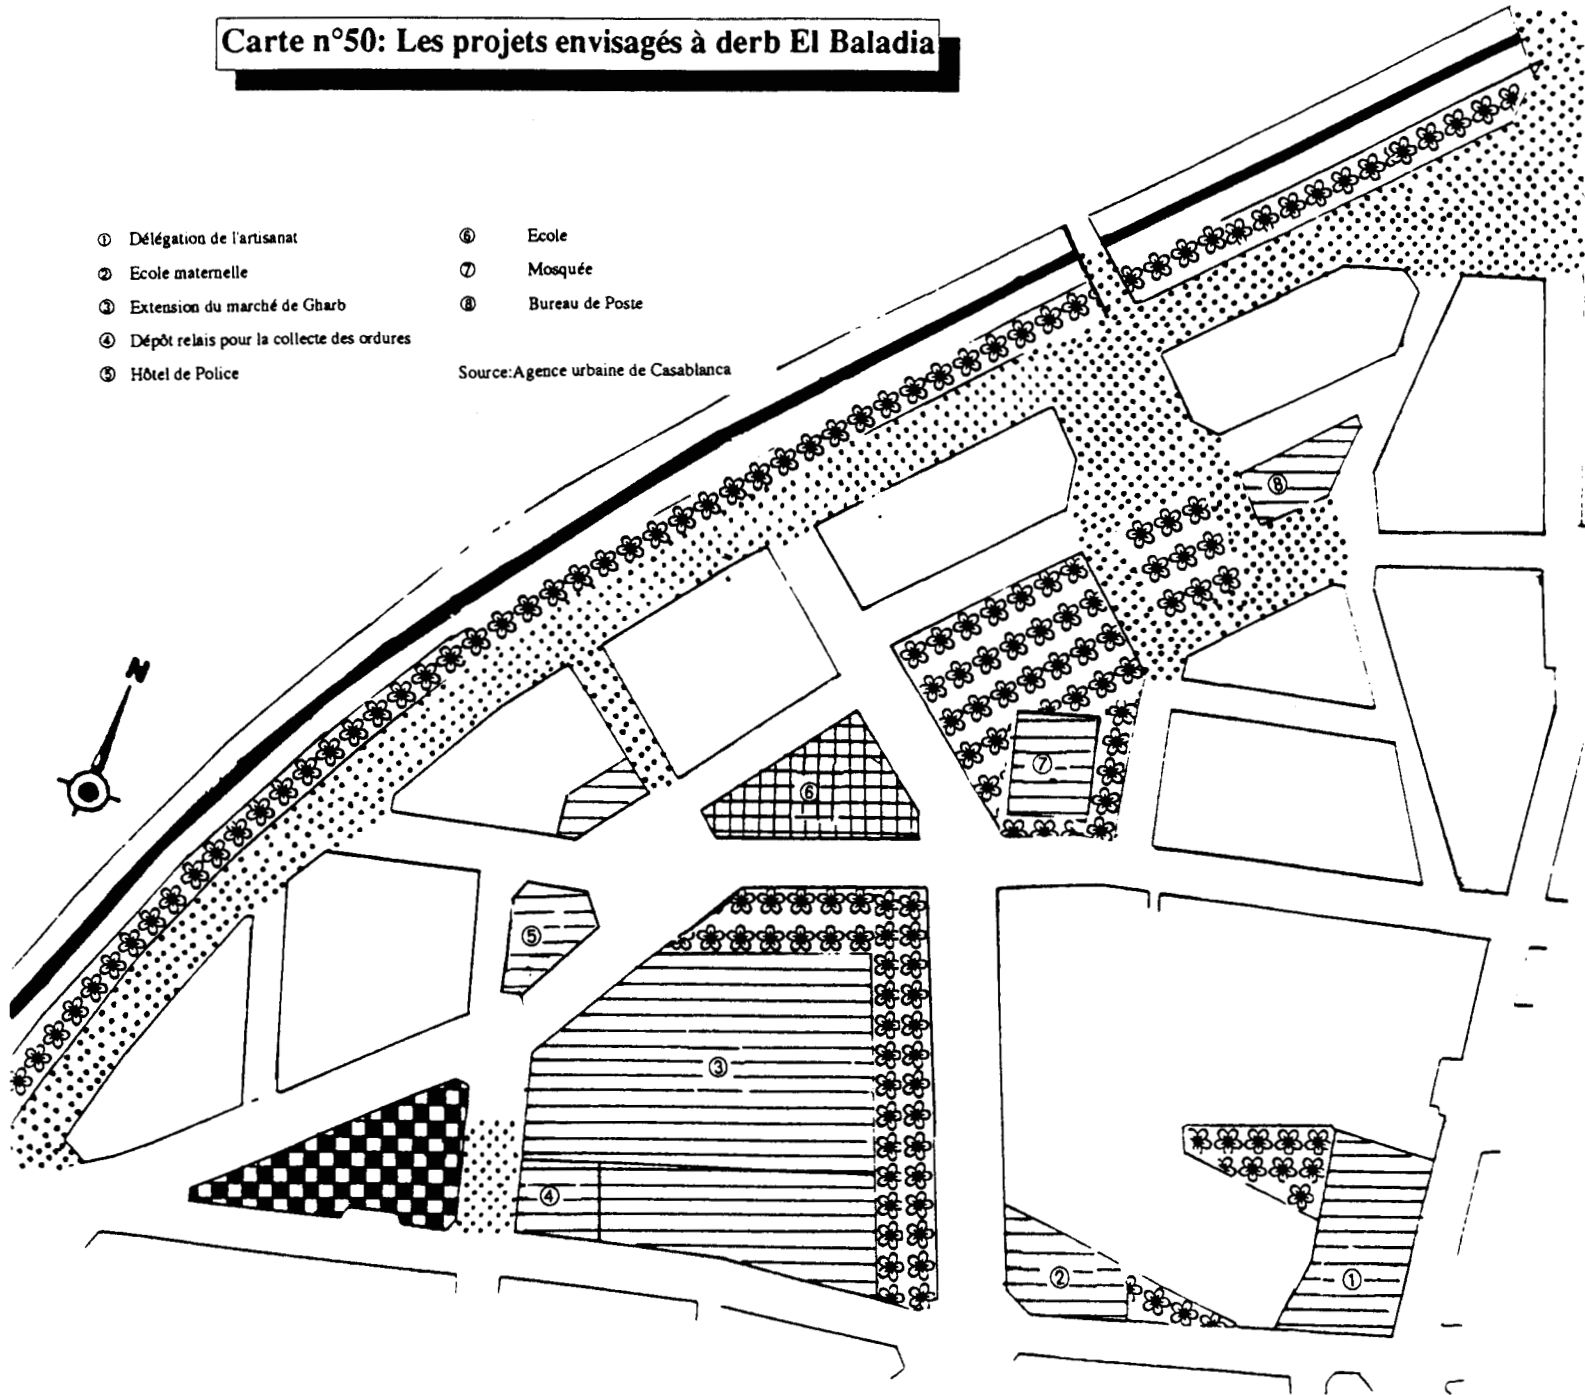 Carte n°50: Les projets envisagés à derb El Baladia
① Délégation de l'artisanat
② Ecole maternelle
③ Extension du marché de Gharb
④ Dépôt relais pour la collecte des ordures
⑤ Hôtel de Police
⑥ Ecole
⑦ Mosquée
⑧ Bureau de Poste
Source:Agence urbaine de Casablanca
N
⑧
⑦
⑥
⑤
③
④
②
①